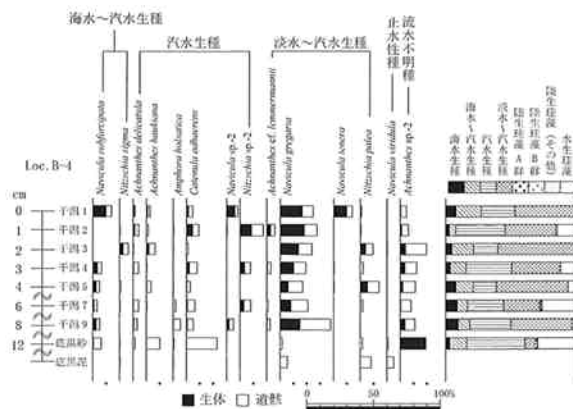 海水~汽水生種
汽水生種
淡水~汽水生種
止水性種
流水不明種
Navicula subforcipata
Nitzschia sigma
Achnanthes delicatula
Achnanthes hauckiana
Amphora holsatica
Catenula adhaerens
Navicula sp.-2
Nitzschia sp.-2
Achnanthes cf. lemmermannii
Navicula gregaria
Navicula tenera
Nitzschia palea
Navicula viridula
Achnanthes sp.-2
海水生種
海水~汽水生種
汽水生種
淡水~汽水生種
陸生珪藻A群
陸生珪藻B群
陸生珪藻(その他)
水生珪藻
Loc. B-4
cm
0 干潟1
1 干潟2
2 干潟3
3 干潟4
4 干潟5
6 干潟7
8 干潟9
12 底黒砂
底黒泥
生体 遺骸
0 100%